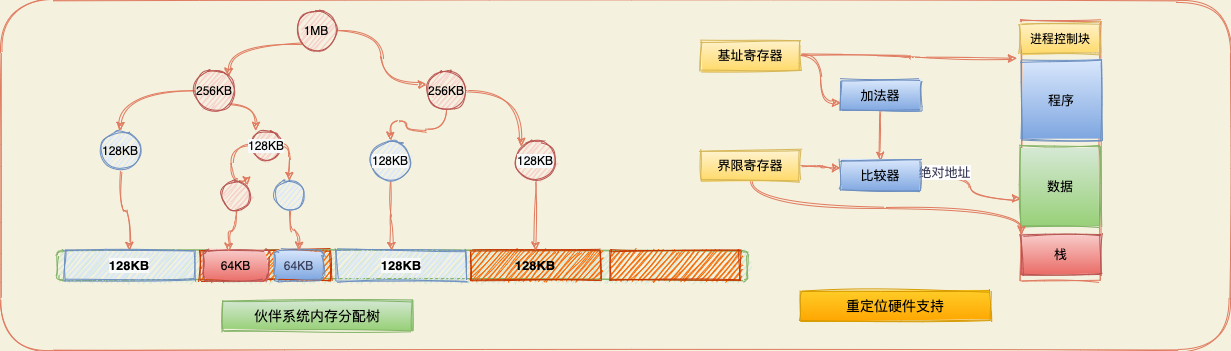 1MB
256KB
256KB
128KB
128KB
128KB
128KB
128KB
64KB
64KB
128KB
128KB
伙伴系统内存分配树
基址寄存器
加法器
界限寄存器
比较器
绝对地址
进程控制块
程序
数据
栈
重定位硬件支持